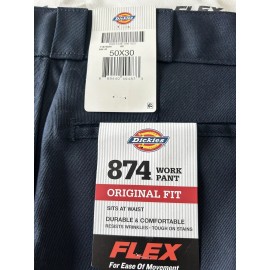 Dickies
50X30
FLEX
Dickies
874 WORK
PANT
ORIGINAL FIT
SITS AT WAIST
DURABLE & COMFORTABLE
RESISTS WRINKLES • TOUGH ON STAINS
FLEX
For Ease Of Movement